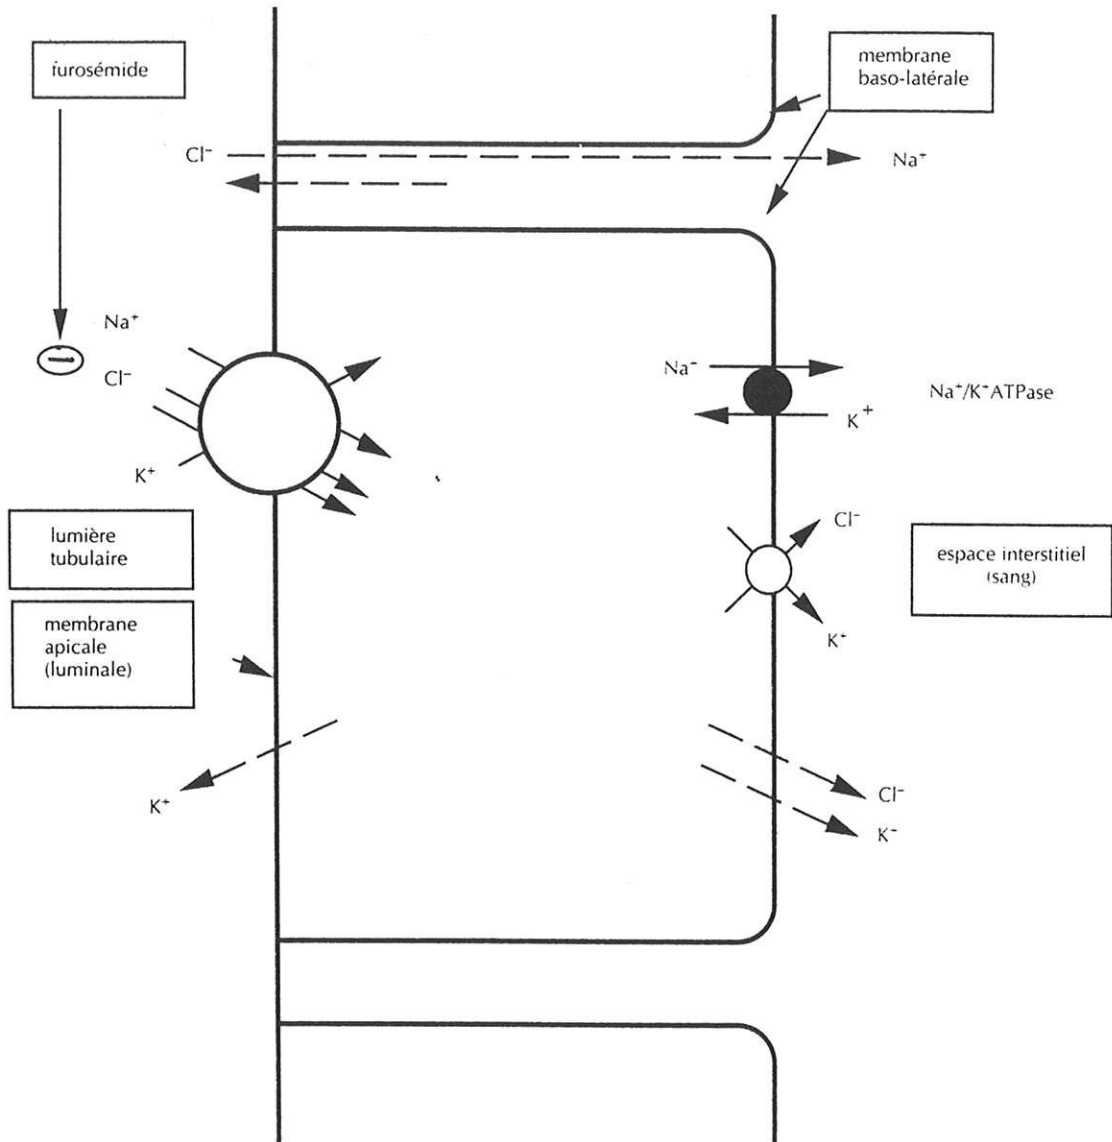 furosémide
membrane
baso-latérale
Cl⁻
Na⁺
Na⁺
Cl⁻
K⁺
Na⁻
K⁺
Na⁺/K⁻ATPase
lumière
tubulaire
membrane
apicale
(luminale)
Cl⁻
K⁺
espace interstitiel
(sang)
K⁺
Cl⁻
K⁻